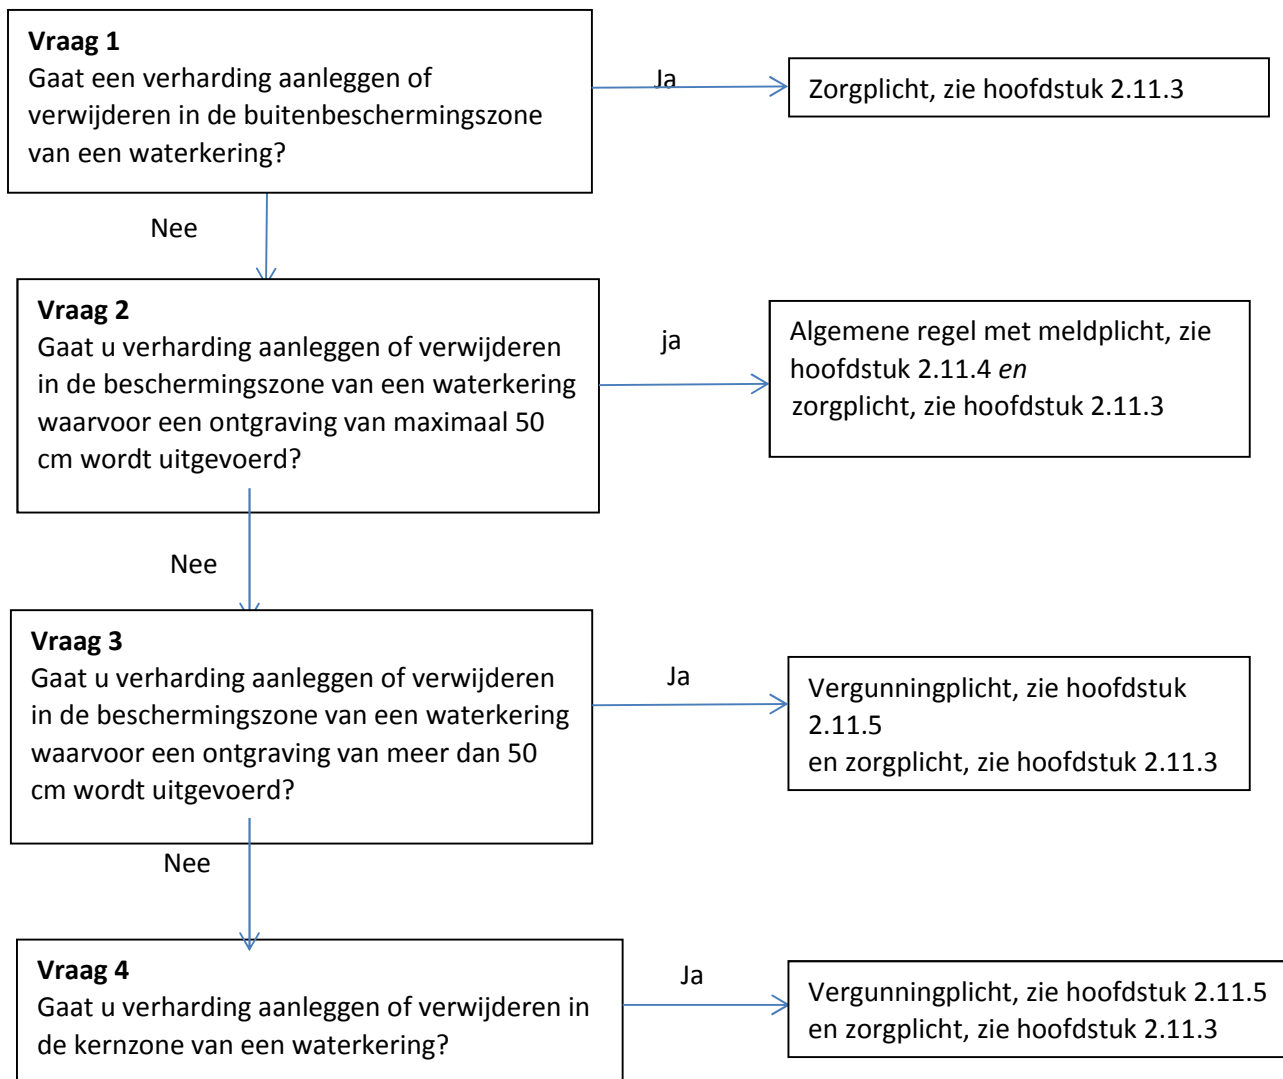 Vraag 1
Gaat een verharding aanleggen of
verwijderen in de buitenbeschermingszone
van een waterkering?
Ja
Zorgplicht, zie hoofdstuk 2.11.3
Nee
Vraag 2
Gaat u verharding aanleggen of verwijderen
in de beschermingszone van een waterkering
waarvoor een ontgraving van maximaal 50
cm wordt uitgevoerd?
ja
Algemene regel met meldplicht, zie
hoofdstuk 2.11.4 en
zorgplicht, zie hoofdstuk 2.11.3
Nee
Vraag 3
Gaat u verharding aanleggen of verwijderen
in de beschermingszone van een waterkering
waarvoor een ontgraving van meer dan 50
cm wordt uitgevoerd?
Ja
Vergunningplicht, zie hoofdstuk
2.11.5
en zorgplicht, zie hoofdstuk 2.11.3
Nee
Vraag 4
Gaat u verharding aanleggen of verwijderen in
de kernzone van een waterkering?
Ja
Vergunningplicht, zie hoofdstuk 2.11.5
en zorgplicht, zie hoofdstuk 2.11.3